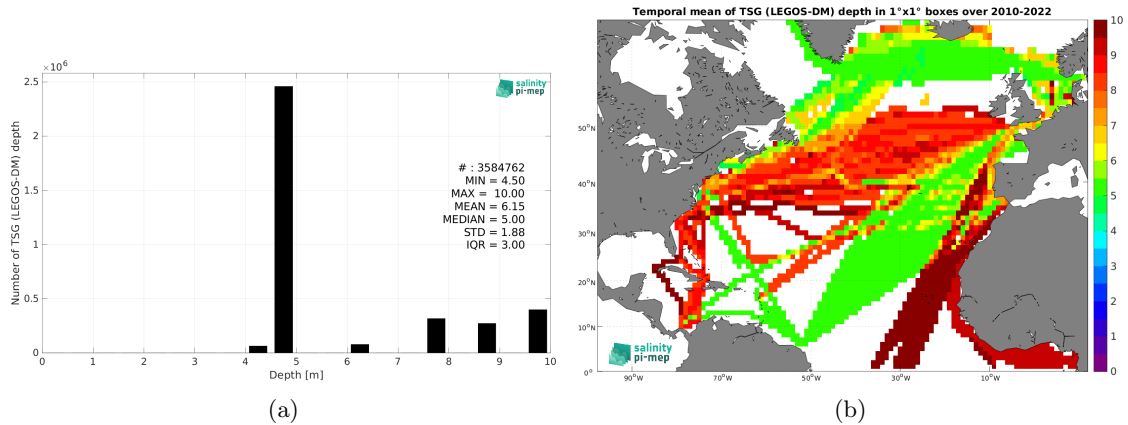 ×10⁶
2.5
2
1.5
1
0.5
0
Number of TSG (LEGOS-DM) depth
salinity
pi-mep
# : 3584762
MIN = 4.50
MAX = 10.00
MEAN = 6.15
MEDIAN = 5.00
STD = 1.88
IQR = 3.00
0 1 2 3 4 5 6 7 8 9 10
Depth [m]
(a)
Temporal mean of TSG (LEGOS-DM) depth in 1°x1° boxes over 2010-2022
50°N
40°N
30°N
20°N
10°N
0°
salinity
pi-mep
90°W 70°W 50°W 30°W 10°W
10
9
8
7
6
5
4
3
2
1
0
(b)